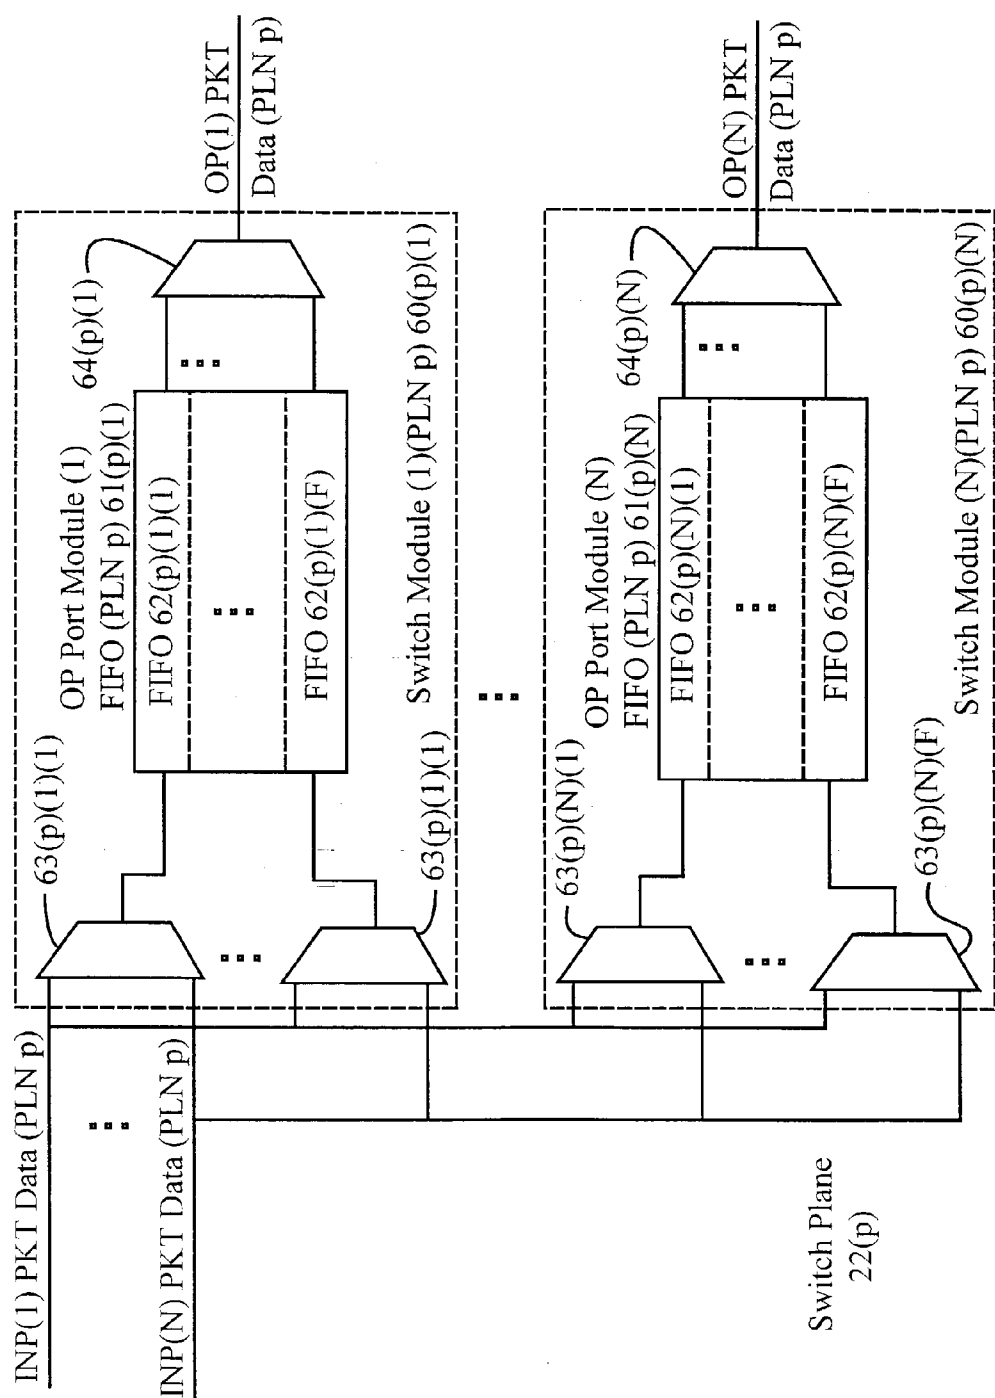 INP(1) PKT Data (PLN p)
INP(N) PKT Data (PLN p)
63(p)(1)(1)
63(p)(1)(1)
OP Port Module (1)
FIFO (PLN p) 61(p)(1)
FIFO 62(p)(1)(1)
FIFO 62(p)(1)(F)
64(p)(1)
Switch Module (1)(PLN p) 60(p)(1)
OP(1) PKT
Data (PLN p)
63(p)(N)(1)
63(p)(N)(F)
OP Port Module (N)
FIFO (PLN p) 61(p)(N)
FIFO 62(p)(N)(1)
FIFO 62(p)(N)(F)
64(p)(N)
Switch Module (N)(PLN p) 60(p)(N)
OP(N) PKT
Data (PLN p)
Switch Plane
22(p)